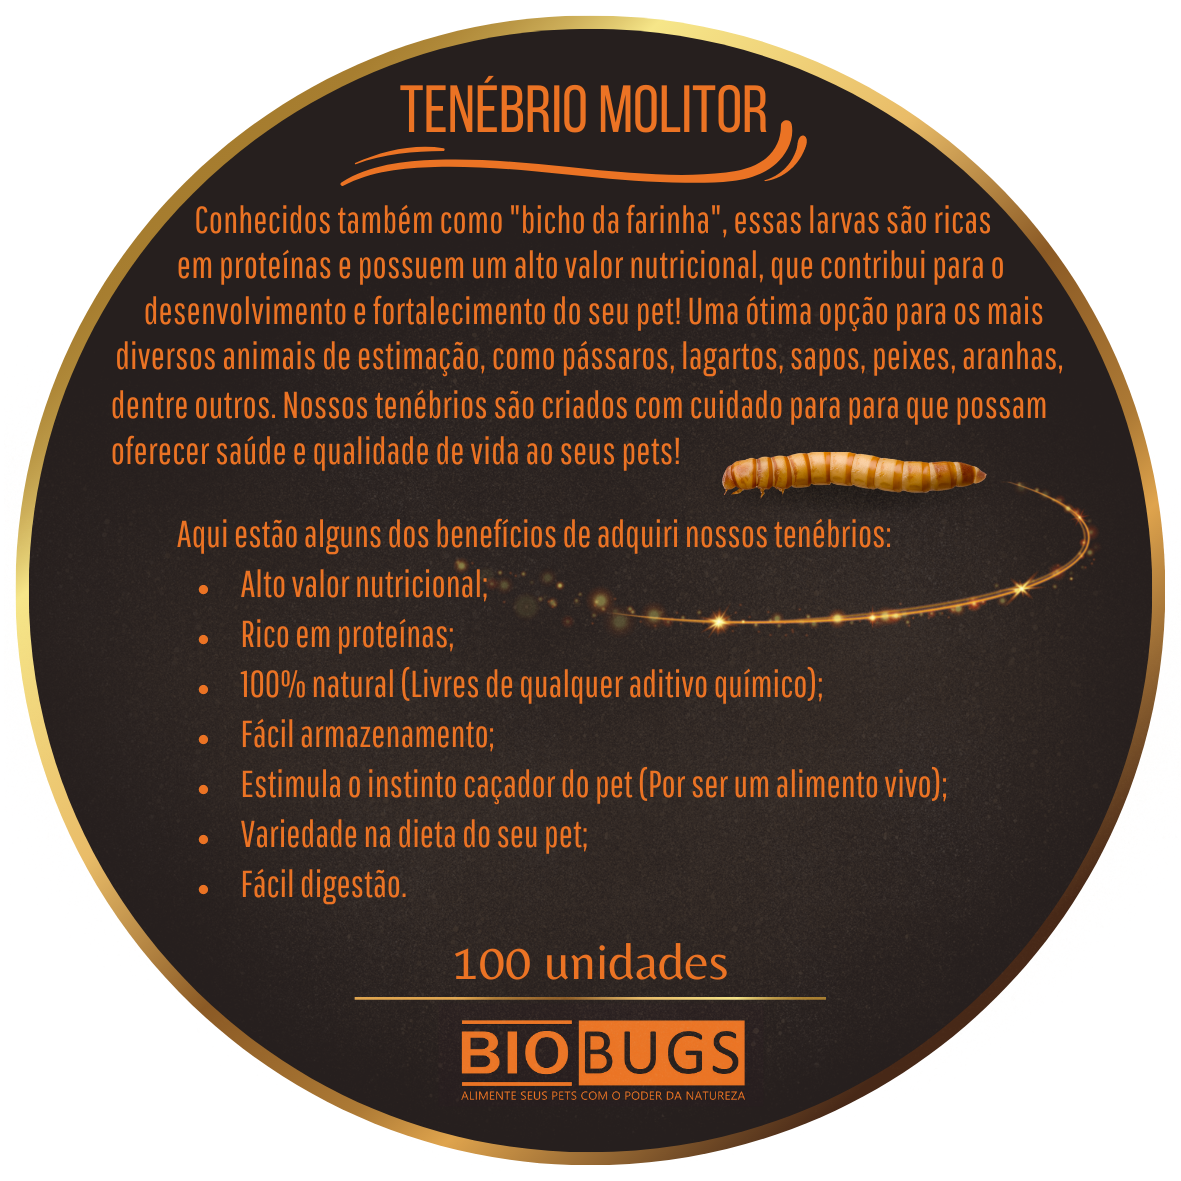 TENÉBRIO MOLITOR
Conhecidos também como "bicho da farinha", essas larvas são ricas
em proteínas e possuem um alto valor nutricional, que contribui para o
desenvolvimento e fortalecimento do seu pet! Uma ótima opção para os mais
diversos animais de estimação, como pássaros, lagartos, sapos, peixes, aranhas,
dentre outros. Nossos tenébrios são criados com cuidado para para que possam
oferecer saúde e qualidade de vida ao seus pets!
Aqui estão alguns dos benefícios de adquiri nossos tenébrios:
• Alto valor nutricional;
• Rico em proteínas;
• 100% natural (Livres de qualquer aditivo químico);
• Fácil armazenamento;
• Estimula o instinto caçador do pet (Por ser um alimento vivo);
• Variedade na dieta do seu pet;
• Fácil digestão.
100 unidades
BIOBUGS
ALIMENTE SEUS PETS COM O PODER DA NATUREZA